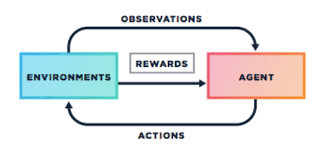 OBSERVATIONS
REWARDS
ENVIRONMENTS
AGENT
ACTIONS